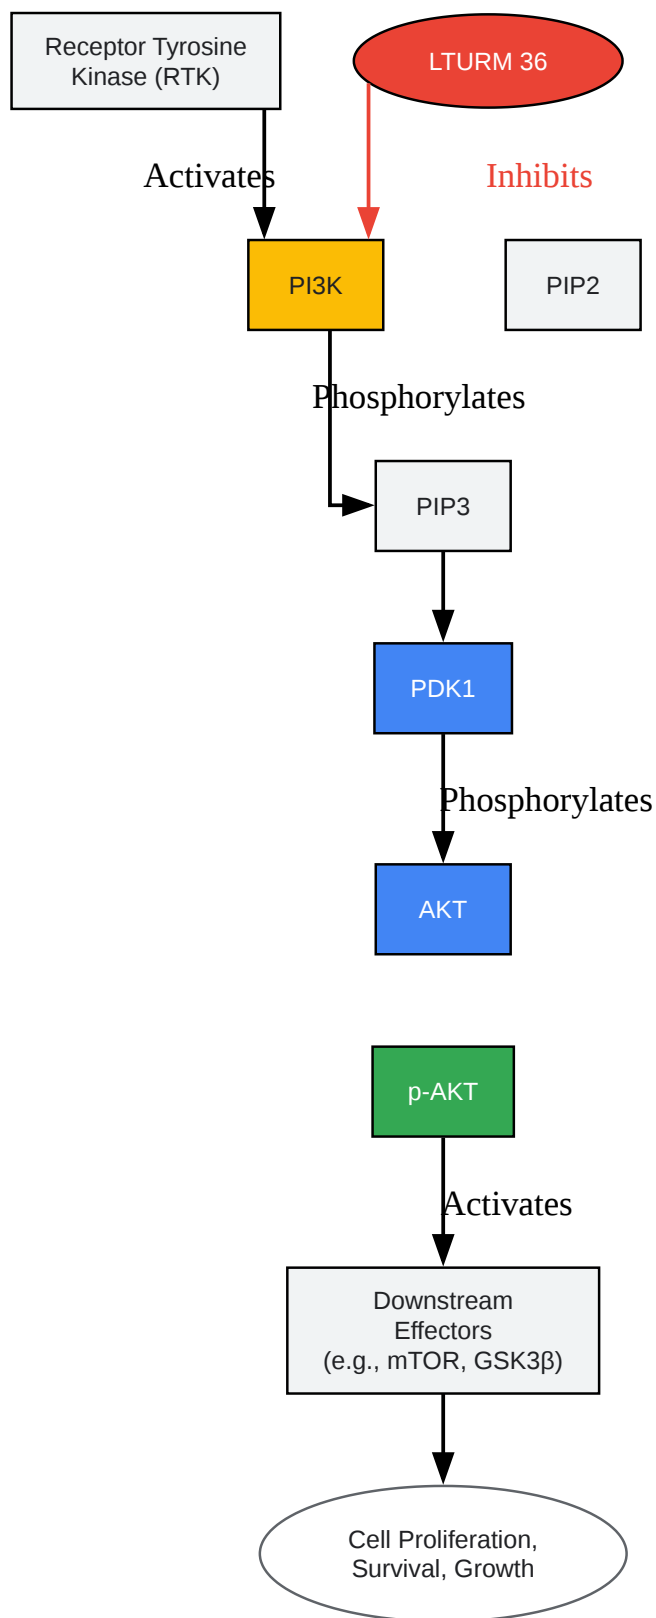 Receptor Tyrosine
Kinase (RTK)
LTURM 36
Activates
Inhibits
PI3K
PIP2
Phosphorylates
PIP3
PDK1
Phosphorylates
AKT
p-AKT
Activates
Downstream
Effectors
(e.g., mTOR, GSK3β)
Cell Proliferation,
Survival, Growth